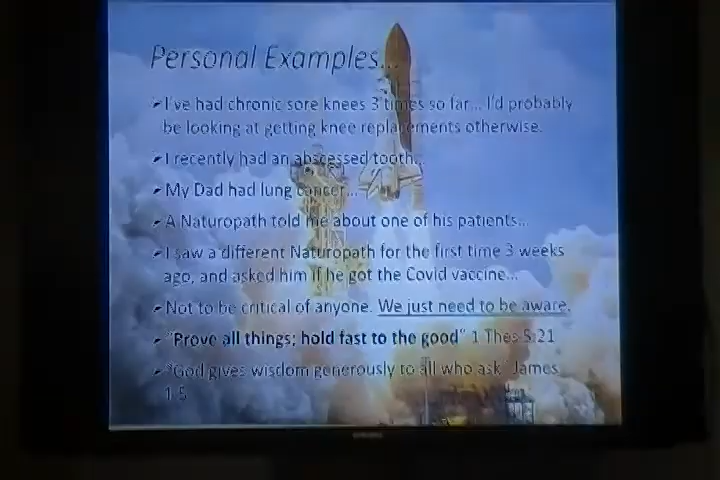 Personal Examples...
➤I've had chronic sore knees 3 times so far... I'd probably
be looking at getting knee replacements otherwise.
➤I recently had an abscessed tooth...
➤My Dad had lung cancer...
➤A Naturopath told me about one of his patients...
➤I saw a different Naturopath for the first time 3 weeks
ago, and asked him if he got the Covid vaccine...
➤Not to be critical of anyone. We just need to be aware.
➤"Prove all things; hold fast to the good" 1 Thes 5:21
➤"God gives wisdom generously to all who ask" James
1:5
SAMSUNG